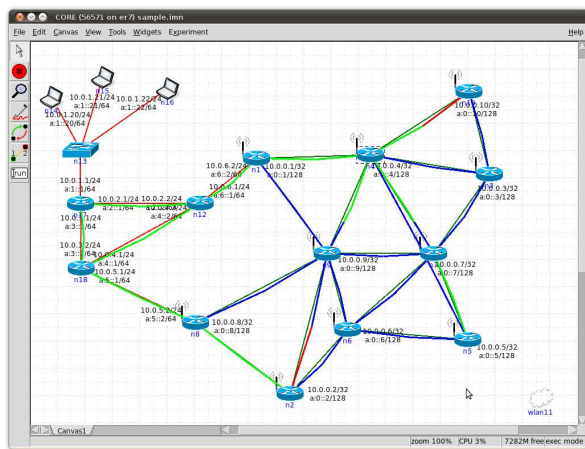 CORE (56571 on er7) sample.imn
File Edit Canvas View Tools Widgets Experiment Help
n15
10.0.1.21/24
a:1::21/64
10.0.1.22/24
a:1::22/64
n16
10.0.1.20/24
a:1::20/64
n13
10.0.0.10/32
a:0::10/128
10.0.6.2/24
a:6::2/64
n1
10.0.0.1/32
a:0::1/128
10.0.0.4/32
a:0::4/128
10.0.0.3/32
a:0::3/128
10.0.1.1/24
a:1::1/64
10.0.2.1/24
a:2::1/64
10.0.2.2/24
a:2::2/64
a:6::1/64
n12
a:3::1/64
10.0.3.2/24
a:3::2/64
10.0.4.1/24
a:4::1/64
10.0.5.1/24
n18
10.0.0.9/32
a:0::9/128
10.0.0.7/32
a:0::7/128
10.0.5.2/24
a:5::2/64
n8
10.0.0.8/32
a:0::8/128
n6
10.0.0.6/32
a:0::6/128
10.0.0.5/32
a:0::5/128
n5
n2
10.0.0.2/32
a:0::2/128
wlan11
Canvas1
zoom 100% CPU 3% 7282M free exec mode